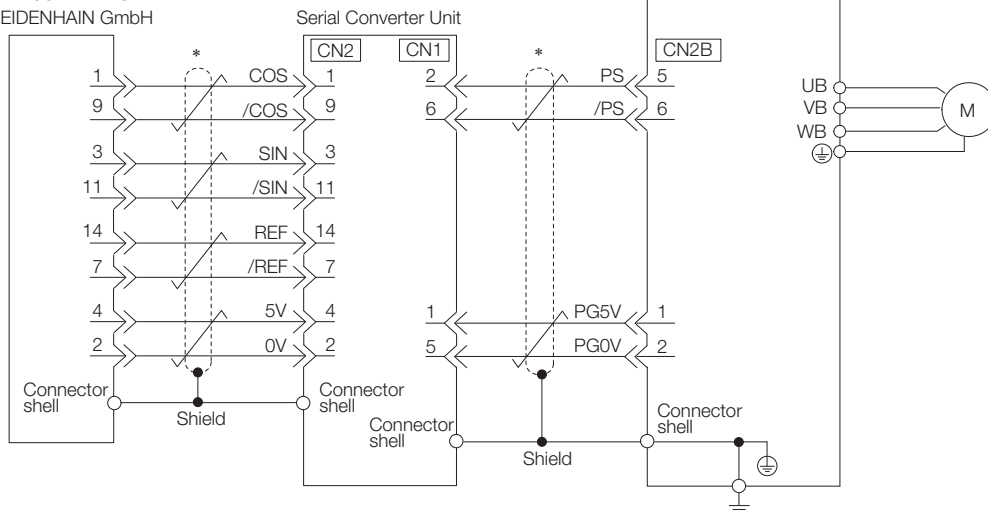 EIDENHAIN GmbH
Serial Converter Unit
CN2 CN1 CN2B
* *
1 COS 1 2 PS 5
9 /COS 9 6 /PS 6
3 SIN 3
11 /SIN 11
14 REF 14
7 /REF 7
4 5V 4 1 PG5V 1
2 0V 2 5 PG0V 2
UB
VB
WB
M
Connector
shell
Shield
Connector
shell
Connector
shell
Shield
Connector
shell